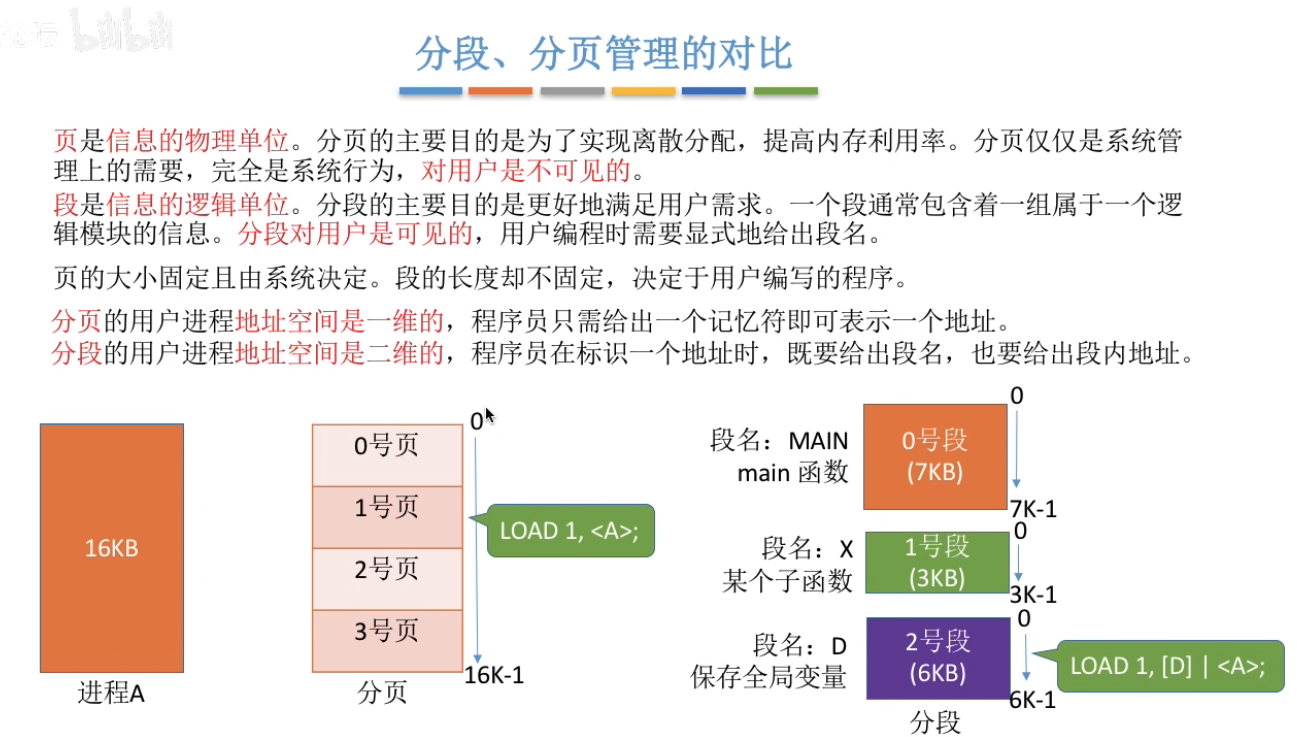 bilibili
分段、分页管理的对比
页是信息的物理单位。分页的主要目的是为了实现离散分配，提高内存利用率。分页仅仅是系统管
理上的需要，完全是系统行为，对用户是不可见的。
段是信息的逻辑单位。分段的主要目的是更好地满足用户需求。一个段通常包含着一组属于一个逻
辑模块的信息。分段对用户是可见的，用户编程时需要显式地给出段名。
页的大小固定且由系统决定。段的长度却不固定，决定于用户编写的程序。
分页的用户进程地址空间是一维的，程序员只需给出一个记忆符即可表示一个地址。
分段的用户进程地址空间是二维的，程序员在标识一个地址时，既要给出段名，也要给出段内地址。
16KB
进程A
0号页
1号页
2号页
3号页
0
16K-1
LOAD 1, <A>;
分页
段名：MAIN
main 函数
0号段
(7KB)
0
7K-1
段名：X
某个子函数
1号段
(3KB)
0
3K-1
段名：D
保存全局变量
2号段
(6KB)
0
6K-1
LOAD 1, [D] | <A>;
分段